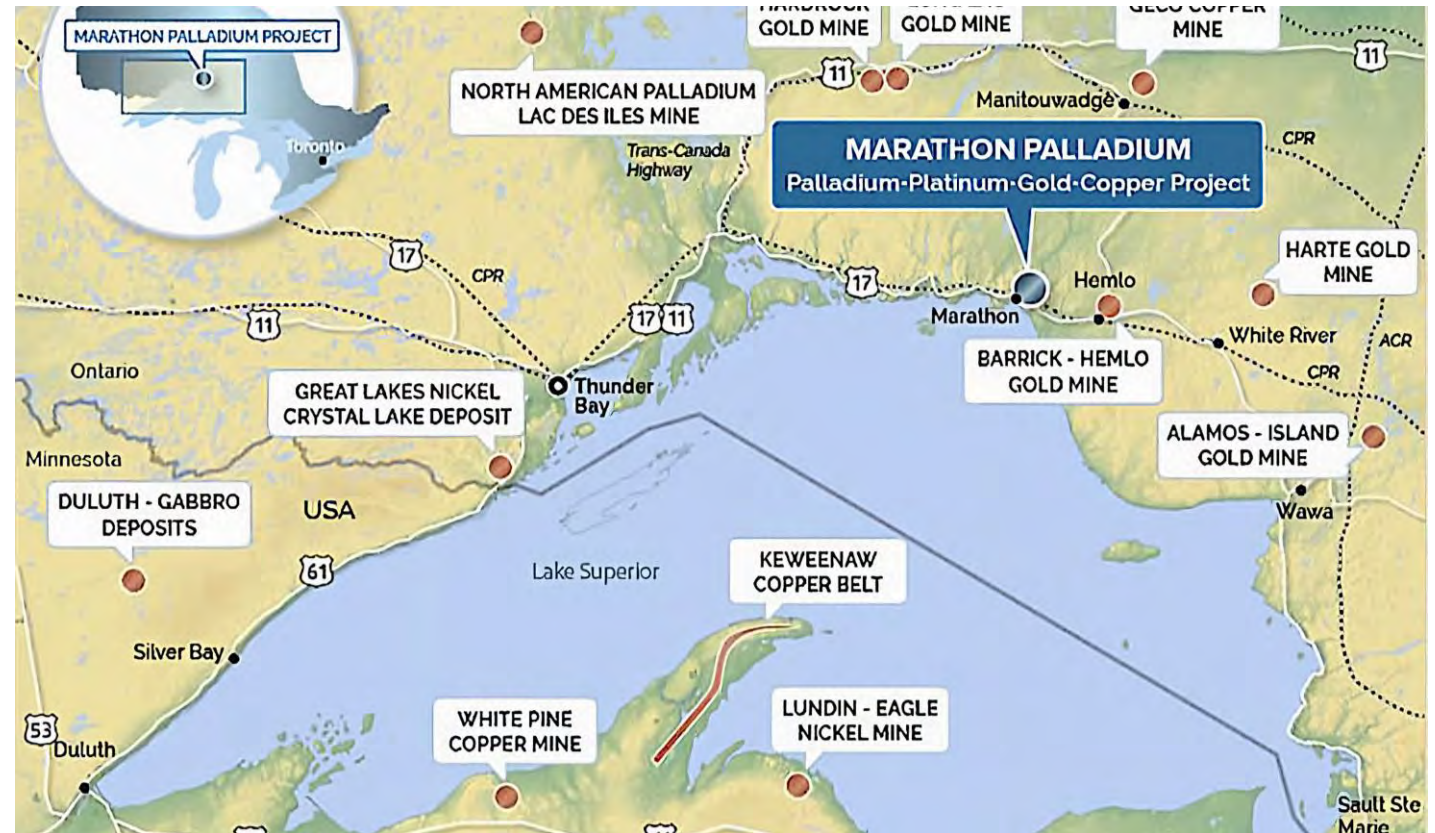 MARATHON PALLADIUM PROJECT
Toronto
NORTH AMERICAN PALLADIUM
LAC DES ILES MINE
GOLD MINE
GOLD MINE
GECO COPPER
MINE
11
11
Manitouwadge
CPR
Trans-Canada
Highway
MARATHON PALLADIUM
Palladium-Platinum-Gold-Copper Project
17
CPR
11
17 11
17
Marathon
Hemlo
HARTE GOLD
MINE
White River
ACR
CPR
BARRICK - HEMLO
GOLD MINE
Ontario
Thunder
Bay
GREAT LAKES NICKEL
CRYSTAL LAKE DEPOSIT
ALAMOS - ISLAND
GOLD MINE
Wawa
Minnesota
USA
DULUTH - GABBRO
DEPOSITS
61
Lake Superior
KEWEENAW
COPPER BELT
Silver Bay
WHITE PINE
COPPER MINE
LUNDIN - EAGLE
NICKEL MINE
53
Duluth
Sault Ste
Marie